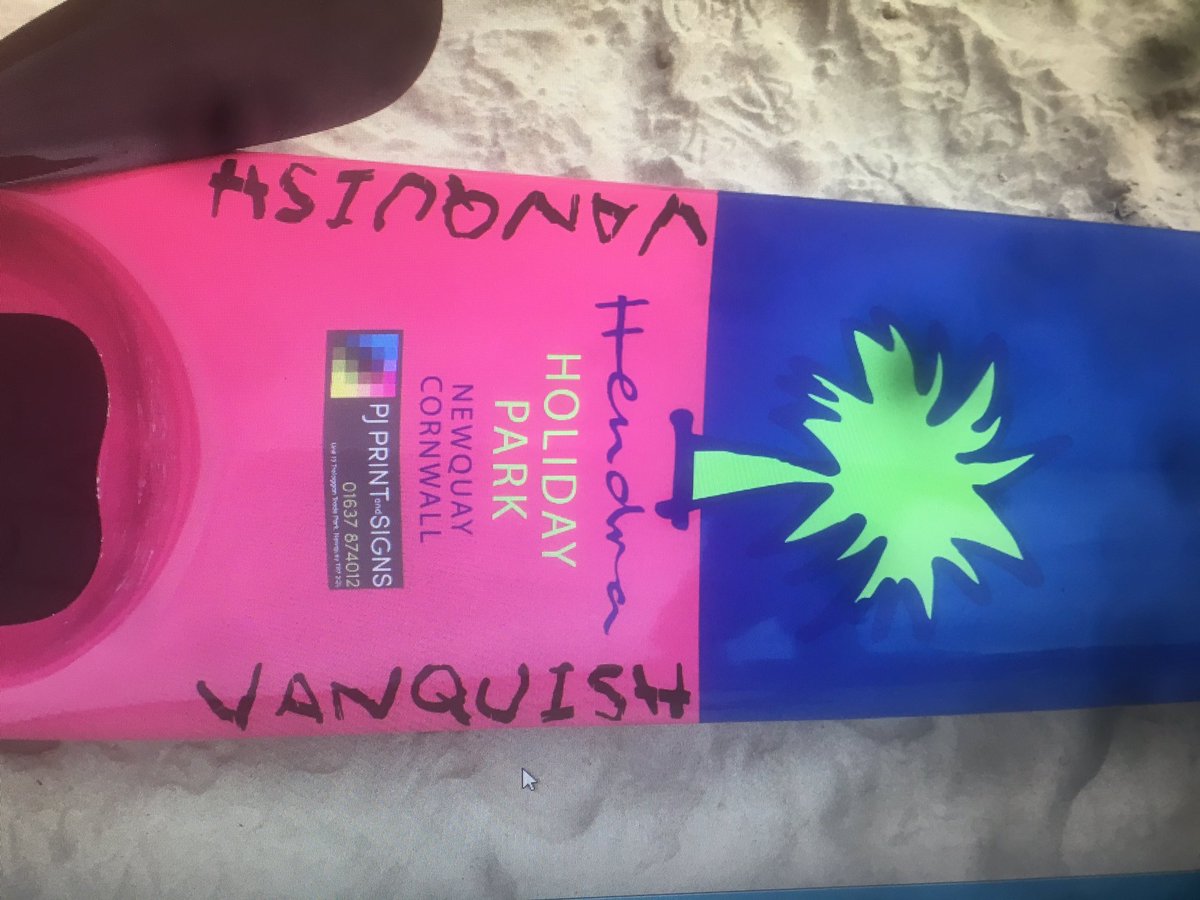 VANQUISH
Hendra
HOLIDAY
PARK
NEWQUAY
CORNWALL
PJ PRINT and SIGNS
01637 874012
VANQUISH